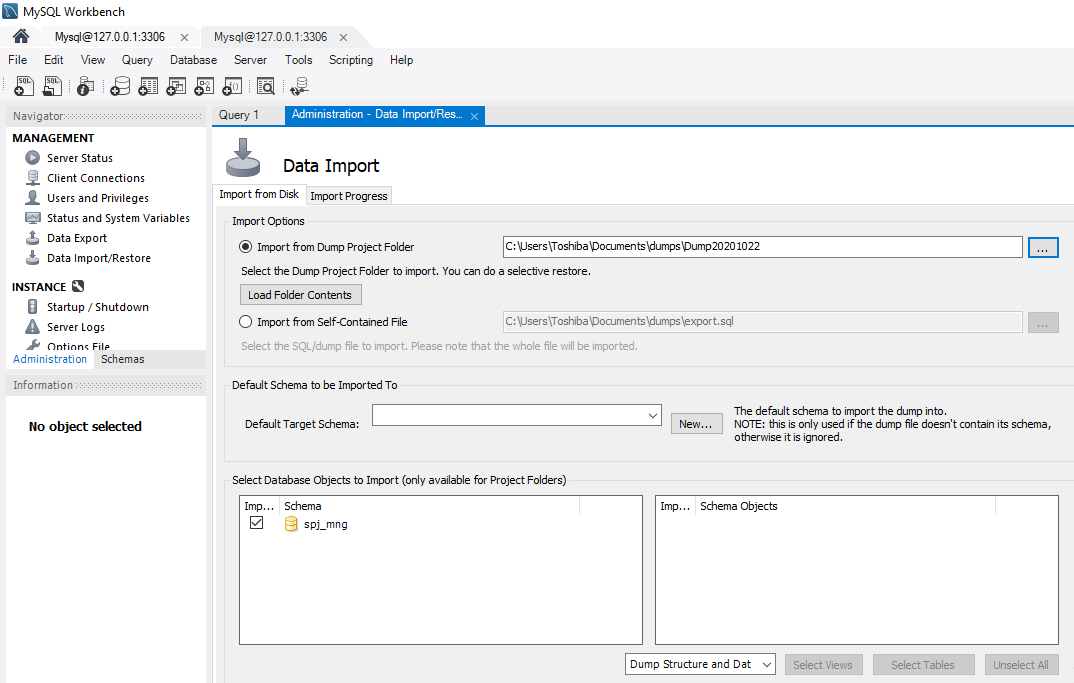 MySQL Workbench
Mysql@127.0.0.1:3306
Mysql@127.0.0.1:3306
File Edit View Query Database Server Tools Scripting Help
Navigator
MANAGEMENT
Server Status
Client Connections
Users and Privileges
Status and System Variables
Data Export
Data Import/Restore
INSTANCE
Startup / Shutdown
Server Logs
Options File
Administration Schemas
Information
No object selected
Query 1
Administration - Data Import/Res...
Data Import
Import from Disk Import Progress
Import Options
Import from Dump Project Folder
C:\Users\Toshiba\Documents\dumps\Dump20201022
...
Select the Dump Project Folder to import. You can do a selective restore.
Load Folder Contents
Import from Self-Contained File
C:\Users\Toshiba\Documents\dumps\export.sql
...
Select the SQL/dump file to import. Please note that the whole file will be imported.
Default Schema to be Imported To
Default Target Schema:
New...
The default schema to import the dump into.
NOTE: this is only used if the dump file doesn't contain its schema,
otherwise it is ignored.
Select Database Objects to Import (only available for Project Folders)
Imp... Schema
spj_mng
Imp... Schema Objects
Dump Structure and Dat
Select Views
Select Tables
Unselect All